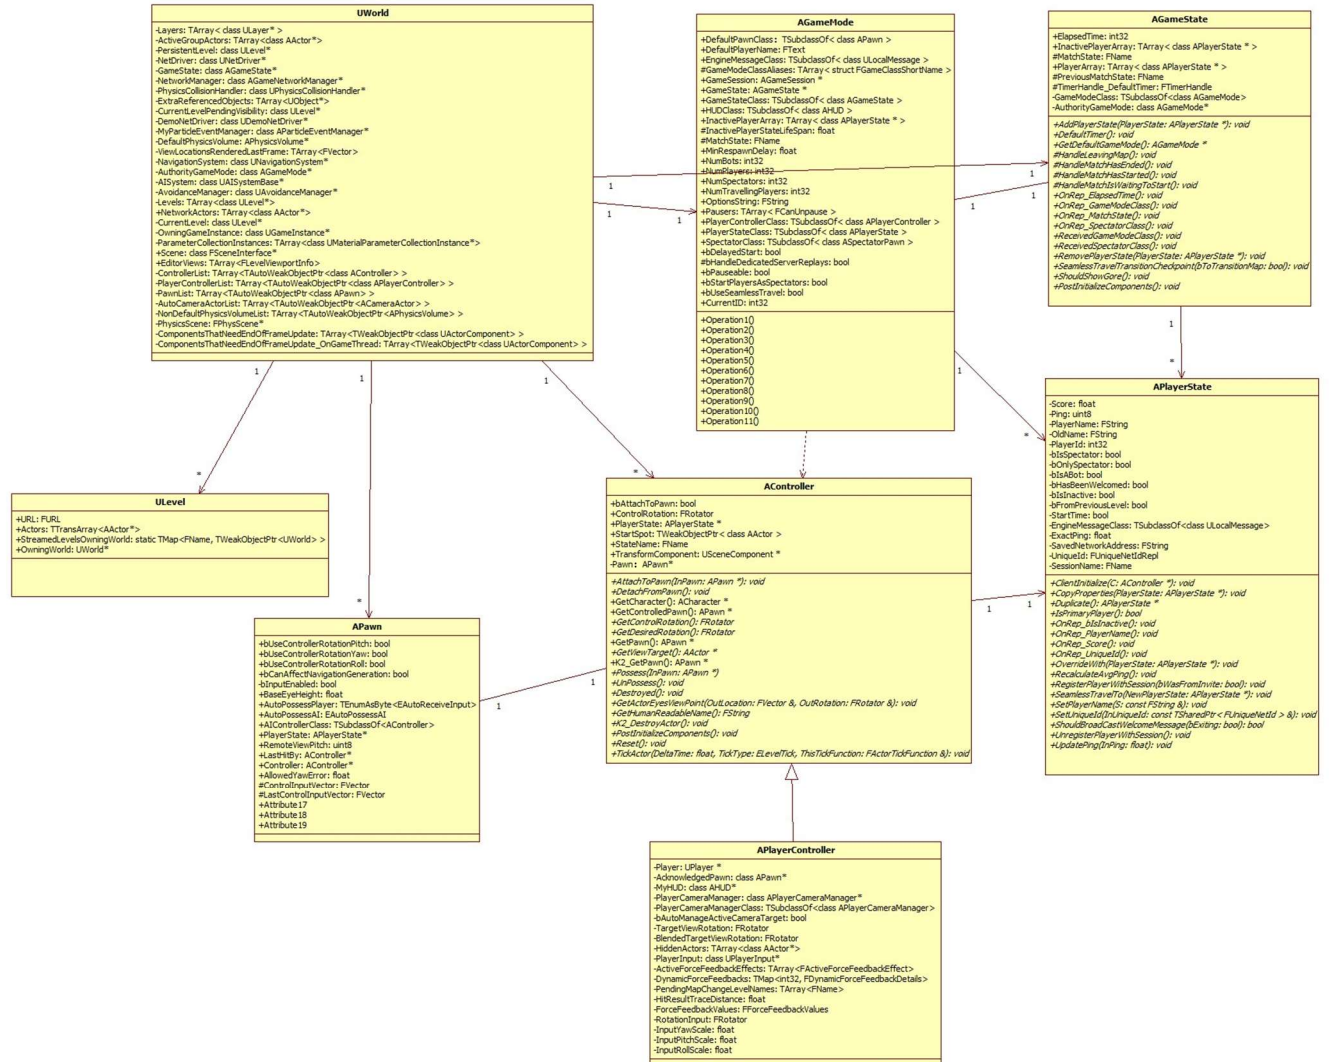 UWorld
-Layers: TArray< class ULayer* >
-ActiveGroupActors: TArray<class AActor*>
-PersistentLevel: class ULevel*
-NetDriver: class UNetDriver*
-GameState: class AGameState*
-NetworkManager: class AGameNetworkManager*
-PhysicsCollisionHandler: class UPhysicsCollisionHandler*
-ExtraReferencedObjects: TArray<UObject*>
-CurrentLevelPendingVisibility: class ULevel*
-DemoNetDriver: class UDemoNetDriver*
-MyParticleEventManager: class AParticleEventManager*
-DefaultPhysicsVolume: APhysicsVolume*
-ViewLocationsRenderedLastFrame: TArray<FVector>
-NavigationSystem: class UNavigationSystem*
-AuthorityGameMode: class AGameMode*
-AISystem: class UAISystemBase*
-AvoidanceManager: class UAvoidanceManager*
-Levels: TArray<class ULevel*>
+NetworkActors: TArray<class AActor*>
-CurrentLevel: class ULevel*
-OwningGameInstance: class UGameInstance*
-ParameterCollectionInstances: TArray<class UMaterialParameterCollectionInstance*>
+Scene: class FSceneInterface*
+EditorViews: TArray<FLevelViewportInfo>
-ControllerList: TArray<TAutoWeakObjectPtr<class AController> >
-PlayerControllerList: TArray<TAutoWeakObjectPtr<class APlayerController> >
-PawnList: TArray<TAutoWeakObjectPtr<class APawn> >
-AutoCameraActorList: TArray<TAutoWeakObjectPtr<ACameraActor> >
-NonDefaultPhysicsVolumeList: TArray<TAutoWeakObjectPtr<APhysicsVolume> >
-PhysicsScene: FPhysScene*
-ComponentsThatNeedEndOfFrameUpdate: TArray<TWeakObjectPtr<class UActorComponent> >
-ComponentsThatNeedEndOfFrameUpdate_OnGameThread: TArray<TWeakObjectPtr<class UActorComponent> >
AGameMode
+DefaultPawnClass: TSubclassOf< class APawn >
+DefaultPlayerName: FText
+EngineMessageClass: TSubclassOf< class ULocalMessage >
#GameModeClassAliases: TArray< struct FGameClassShortName >
+GameSession: AGameSession *
+GameState: AGameState *
+GameStateClass: TSubclassOf< class AGameState >
+HUDClass: TSubclassOf< class AHUD >
+InactivePlayerArray: TArray< class APlayerState * >
#InactivePlayerStateLifeSpan: float
#MatchState: FName
+MinRespawnDelay: float
+NumBots: int32
+NumPlayers: int32
+NumSpectators: int32
+NumTravellingPlayers: int32
+OptionsString: FString
+Pausers: TArray< FCanUnpause >
+PlayerControllerClass: TSubclassOf< class APlayerController >
+PlayerStateClass: TSubclassOf< class APlayerState >
+SpectatorClass: TSubclassOf< class ASpectatorPawn >
+bDelayedStart: bool
#bHandleDedicatedServerReplays: bool
+bPauseable: bool
+bStartPlayersAsSpectators: bool
+bUseSeamlessTravel: bool
+CurrentID: int32
+Operation1()
+Operation2()
+Operation3()
+Operation4()
+Operation5()
+Operation6()
+Operation7()
+Operation8()
+Operation9()
+Operation10()
+Operation11()
AGameState
+ElapsedTime: int32
+InactivePlayerArray: TArray< class APlayerState * >
#MatchState: FName
+PlayerArray: TArray< class APlayerState * >
#PreviousMatchState: FName
#TimerHandle_DefaultTimer: FTimerHandle
-GameModeClass: TSubclassOf<class AGameMode>
-AuthorityGameMode: class AGameMode*
+AddPlayerState(PlayerState: APlayerState *): void
+DefaultTimer(): void
+GetDefaultGameMode(): AGameMode *
#HandleLeavingMap(): void
#HandleMatchHasEnded(): void
#HandleMatchHasStarted(): void
#HandleMatchIsWaitingToStart(): void
+OnRep_ElapsedTime(): void
+OnRep_GameModeClass(): void
+OnRep_MatchState(): void
+OnRep_SpectatorClass(): void
+ReceivedGameModeClass(): void
+ReceivedSpectatorClass(): void
+RemovePlayerState(PlayerState: APlayerState *): void
+SeamlessTravelTransitionCheckpoint(bToTransitionMap: bool): void
+ShouldShowGore(): void
+PostInitializeComponents(): void
1
1
1
1
1
1
1
1
1
1
1
*
*
*
*
*
ULevel
+URL: FURL
+Actors: TTransArray<AActor*>
+StreamedLevelsOwningWorld: static TMap<FName, TWeakObjectPtr<UWorld> >
+OwningWorld: UWorld*
APawn
+bUseControllerRotationPitch: bool
+bUseControllerRotationYaw: bool
+bUseControllerRotationRoll: bool
+bCanAffectNavigationGeneration: bool
-bInputEnabled: bool
+BaseEyeHeight: float
+AutoPossessPlayer: TEnumAsByte<EAutoReceiveInput>
+AutoPossessAI: EAutoPossessAI
+AIControllerClass: TSubclassOf<AController>
+PlayerState: APlayerState*
+RemoteViewPitch: uint8
+LastHitBy: AController*
+Controller: AController*
+AllowedYawError: float
#ControlInputVector: FVector
#LastControlInputVector: FVector
+Attribute17
+Attribute18
+Attribute19
1
1
AController
+bAttachToPawn: bool
+ControlRotation: FRotator
+PlayerState: APlayerState *
+StartSpot: TWeakObjectPtr< class AActor >
+StateName: FName
+TransformComponent: USceneComponent *
-Pawn: APawn*
+AttachToPawn(InPawn: APawn *): void
+DetachFromPawn(): void
+GetCharacter(): ACharacter *
+GetControlledPawn(): APawn *
+GetControlRotation(): FRotator
+GetDesiredRotation(): FRotator
+GetPawn(): APawn *
+GetViewTarget(): AActor *
+K2_GetPawn(): APawn *
+Possess(InPawn: APawn *)
+UnPossess(): void
+Destroyed(): void
+GetActorEyesViewPoint(OutLocation: FVector &, OutRotation: FRotator &): void
+GetHumanReadableName(): FString
+K2_DestroyActor(): void
+PostInitializeComponents(): void
+Reset(): void
+TickActor(DeltaTime: float, TickType: ELevelTick, ThisTickFunction: FActorTickFunction &): void
1
1
APlayerState
-Score: float
-Ping: uint8
-PlayerName: FString
-OldName: FString
-PlayerId: int32
-bIsSpectator: bool
-bOnlySpectator: bool
-bIsABot: bool
-bHasBeenWelcomed: bool
-bIsInactive: bool
-bFromPreviousLevel: bool
-StartTime: bool
-EngineMessageClass: TSubclassOf<class ULocalMessage>
-ExactPing: float
-SavedNetworkAddress: FString
-UniqueId: FUniqueNetIdRepl
-SessionName: FName
+ClientInitialize(C: AController *): void
+CopyProperties(PlayerState: APlayerState *): void
+Duplicate(): APlayerState *
+IsPrimaryPlayer(): bool
+OnRep_bIsInactive(): void
+OnRep_PlayerName(): void
+OnRep_Score(): void
+OnRep_UniqueId(): void
+OverrideWith(PlayerState: APlayerState *): void
+RecalculateAvgPing(): void
+RegisterPlayerWithSession(bWasFromInvite: bool): void
+SeamlessTravelTo(NewPlayerState: APlayerState *): void
+SetPlayerName(S: const FString &): void
+SetUniqueId(InUniqueId: const TSharedPtr< FUniqueNetId > &): void
+ShouldBroadCastWelcomeMessage(bExiting: bool): bool
+UnregisterPlayerWithSession(): void
+UpdatePing(InPing: float): void
APlayerController
-Player: UPlayer *
-AcknowledgedPawn: class APawn*
-MyHUD: class AHUD*
-PlayerCameraManager: class APlayerCameraManager*
-PlayerCameraManagerClass: TSubclassOf<class APlayerCameraManager>
-bAutoManageActiveCameraTarget: bool
-TargetViewRotation: FRotator
-BlendedTargetViewRotation: FRotator
-HiddenActors: TArray<class AActor*>
-PlayerInput: class UPlayerInput*
-ActiveForceFeedbackEffects: TArray<FActiveForceFeedbackEffect>
-DynamicForceFeedbacks: TMap<int32, FDynamicForceFeedbackDetails>
-PendingMapChangeLevelNames: TArray<FName>
-HitResultTraceDistance: float
-ForceFeedbackValues: FForceFeedbackValues
-RotationInput: FRotator
-InputYawScale: float
-InputPitchScale: float
-InputRollScale: float